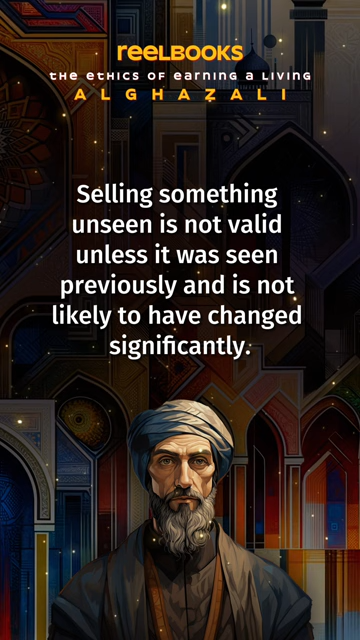 reelbooks
the ethics of earning a living
ALGHAZALI
Selling something
unseen is not valid
unless it was seen
previously and is not
likely to have changed
significantly.